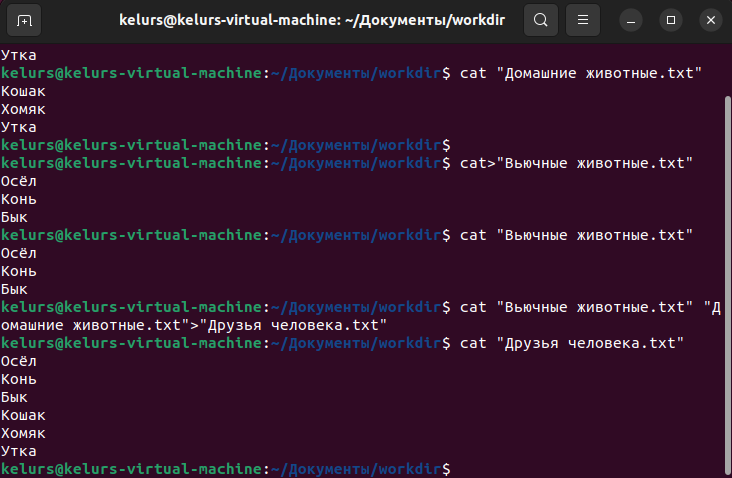 kelurs@kelurs-virtual-machine: ~/Документы/workdir
Утка
kelurs@kelurs-virtual-machine:~/Документы/workdir$ cat "Домашние животные.txt"
Кошак
Хомяк
Утка
kelurs@kelurs-virtual-machine:~/Документы/workdir$
kelurs@kelurs-virtual-machine:~/Документы/workdir$ cat>"Вьючные животные.txt"
Осёл
Конь
Бык
kelurs@kelurs-virtual-machine:~/Документы/workdir$ cat "Вьючные животные.txt"
Осёл
Конь
Бык
kelurs@kelurs-virtual-machine:~/Документы/workdir$ cat "Вьючные животные.txt" "Д
омашние животные.txt">"Друзья человека.txt"
kelurs@kelurs-virtual-machine:~/Документы/workdir$ cat "Друзья человека.txt"
Осёл
Конь
Бык
Кошак
Хомяк
Утка
kelurs@kelurs-virtual-machine:~/Документы/workdir$